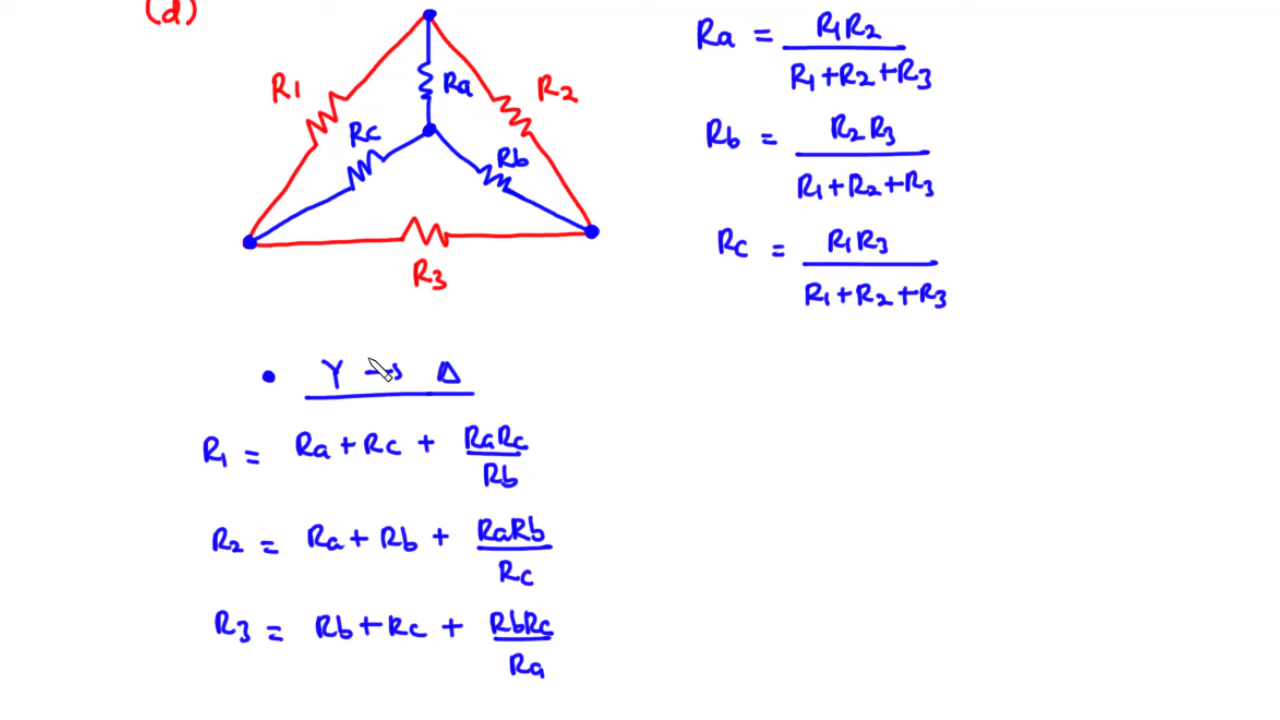 (d)
R1
Ra
R2
Rc
Rb
R3
Ra = R1R2 / R1+R2+R3
Rb = R2R3 / R1+R2+R3
Rc = R1R3 / R1+R2+R3
• Y → Δ
R1 = Ra + Rc + RaRc / Rb
R2 = Ra + Rb + RaRb / Rc
R3 = Rb + Rc + RbRc / Ra